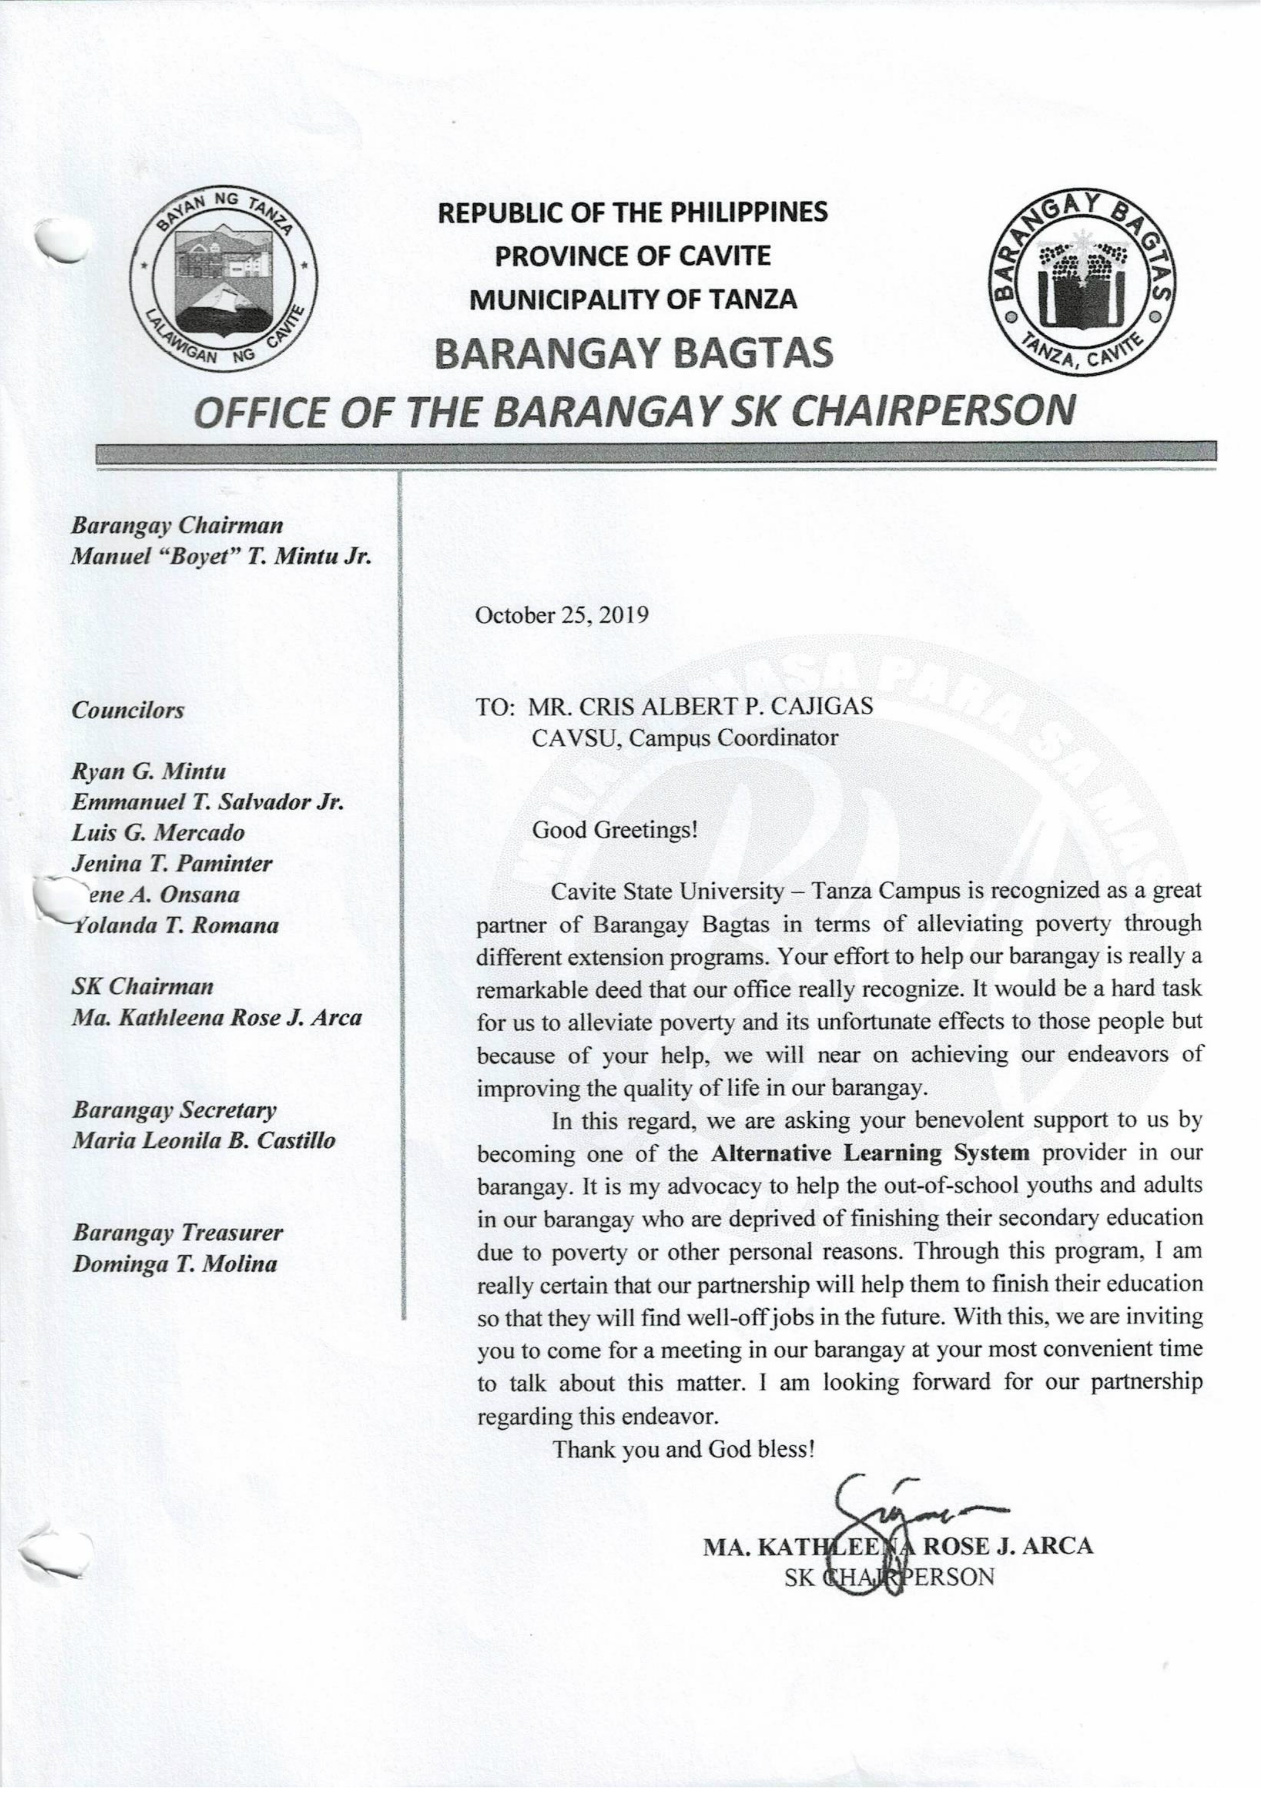 BAYAN NG TANZA
LALAWIGAN NG CAVITE
REPUBLIC OF THE PHILIPPINES
PROVINCE OF CAVITE
MUNICIPALITY OF TANZA
BARANGAY BAGTAS
OFFICE OF THE BARANGAY SK CHAIRPERSON
BARANGAY BAGTAS
TANZA, CAVITE
Barangay Chairman
Manuel “Boyet” T. Mintu Jr.
Councilors
Ryan G. Mintu
Emmanuel T. Salvador Jr.
Luis G. Mercado
Jenina T. Paminter
A. Onsana
Yolanda T. Romana
SK Chairman
Ma. Kathleena Rose J. Arca
Barangay Secretary
Maria Leonila B. Castillo
Barangay Treasurer
Dominga T. Molina
October 25, 2019
TO: MR. CRIS ALBERT P. CAJIGAS
CAVSU, Campus Coordinator
Good Greetings!
Cavite State University – Tanza Campus is recognized as a great
partner of Barangay Bagtas in terms of alleviating poverty through
different extension programs. Your effort to help our barangay is really a
remarkable deed that our office really recognize. It would be a hard task
for us to alleviate poverty and its unfortunate effects to those people but
because of your help, we will near on achieving our endeavors of
improving the quality of life in our barangay.
In this regard, we are asking your benevolent support to us by
becoming one of the Alternative Learning System provider in our
barangay. It is my advocacy to help the out-of-school youths and adults
in our barangay who are deprived of finishing their secondary education
due to poverty or other personal reasons. Through this program, I am
really certain that our partnership will help them to finish their education
so that they will find well-off jobs in the future. With this, we are inviting
you to come for a meeting in our barangay at your most convenient time
to talk about this matter. I am looking forward for our partnership
regarding this endeavor.
Thank you and God bless!
MA. KATHLEENA ROSE J. ARCA
SK CHAIRPERSON
MASA PARA SA